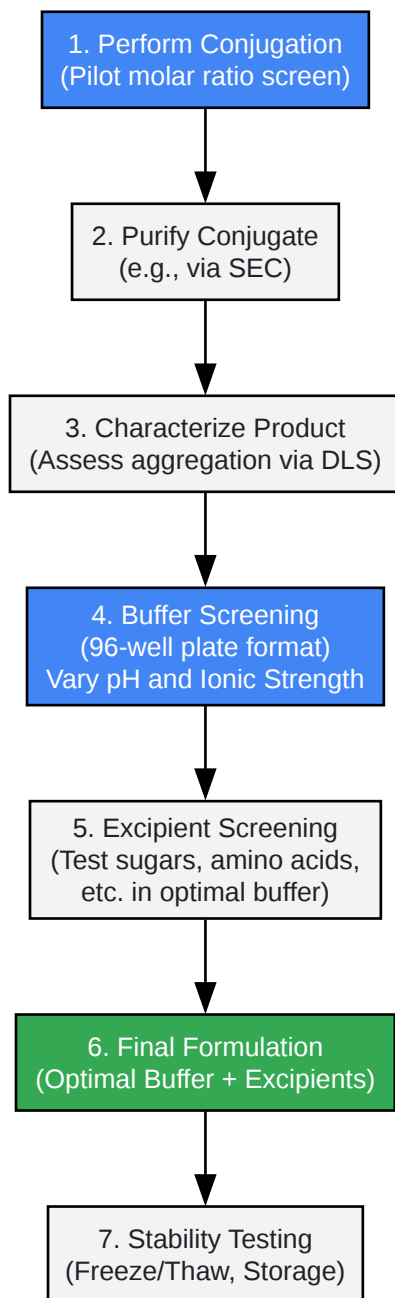 1. Perform Conjugation
(Pilot molar ratio screen)
2. Purify Conjugate
(e.g., via SEC)
3. Characterize Product
(Assess aggregation via DLS)
4. Buffer Screening
(96-well plate format)
Vary pH and Ionic Strength
5. Excipient Screening
(Test sugars, amino acids,
etc. in optimal buffer)
6. Final Formulation
(Optimal Buffer + Excipients)
7. Stability Testing
(Freeze/Thaw, Storage)